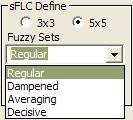 sFLC Define
3x3 5x5
Fuzzy Sets
Regular
Regular
Dampened
Averaging
Decisive